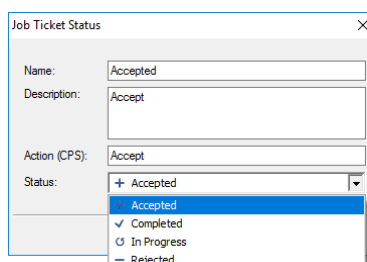 Job Ticket Status
Name: Accepted
Description: Accept
Action (CPS): Accept
Status: Accepted
Accepted
Completed
In Progress
Rejected